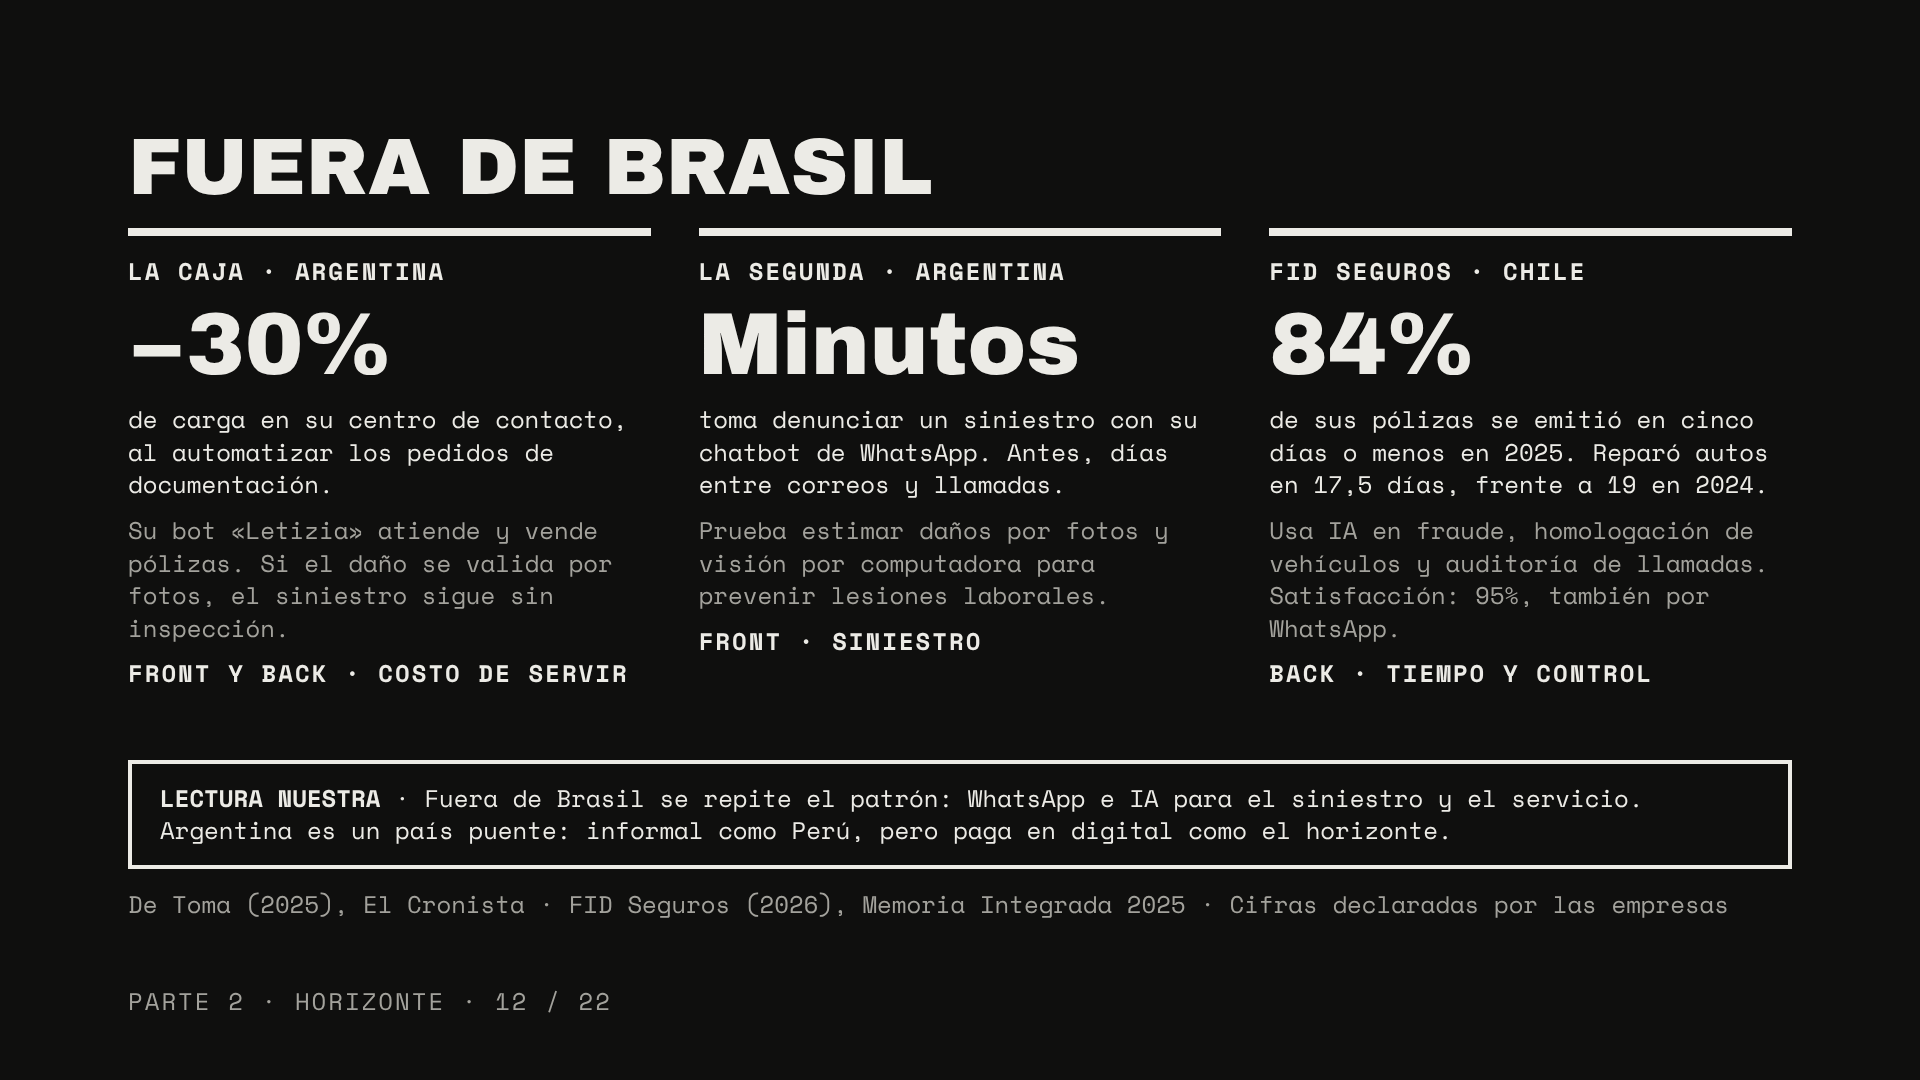 FUERA DE BRASIL
LA CAJA · ARGENTINA
–30%
de carga en su centro de contacto,
al automatizar los pedidos de
documentación.
Su bot «Letizia» atiende y vende
pólizas. Si el daño se valida por
fotos, el siniestro sigue sin
inspección.
FRONT Y BACK · COSTO DE SERVIR
LA SEGUNDA · ARGENTINA
Minutos
toma denunciar un siniestro con su
chatbot de WhatsApp. Antes, días
entre correos y llamadas.
Prueba estimar daños por fotos y
visión por computadora para
prevenir lesiones laborales.
FRONT · SINIESTRO
FID SEGUROS · CHILE
84%
de sus pólizas se emitió en cinco
días o menos en 2025. Reparó autos
en 17,5 días, frente a 19 en 2024.
Usa IA en fraude, homologación de
vehículos y auditoría de llamadas.
Satisfacción: 95%, también por
WhatsApp.
BACK · TIEMPO Y CONTROL
LECTURA NUESTRA · Fuera de Brasil se repite el patrón: WhatsApp e IA para el siniestro y el servicio.
Argentina es un país puente: informal como Perú, pero paga en digital como el horizonte.
De Toma (2025), El Cronista · FID Seguros (2026), Memoria Integrada 2025 · Cifras declaradas por las empresas
PARTE 2 · HORIZONTE · 12 / 22